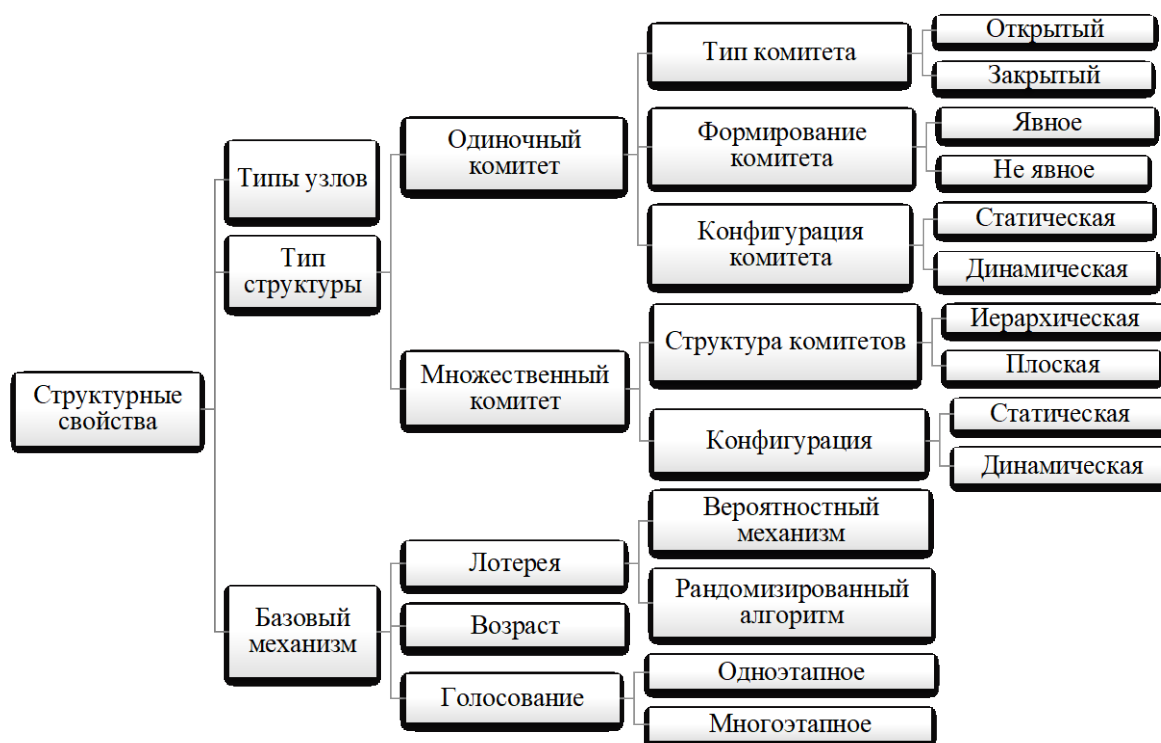 Структурные
свойства
Типы узлов
Тип
структуры
Базовый
механизм
Одиночный
комитет
Множественный
комитет
Лотерея
Возраст
Голосование
Тип комитета
Формирование
комитета
Конфигурация
комитета
Структура комитетов
Конфигурация
Вероятностный
механизм
Рандомизированный
алгоритм
Одноэтапное
Многоэтапное
Открытый
Закрытый
Явное
Не явное
Статическая
Динамическая
Иерархическая
Плоская
Статическая
Динамическая